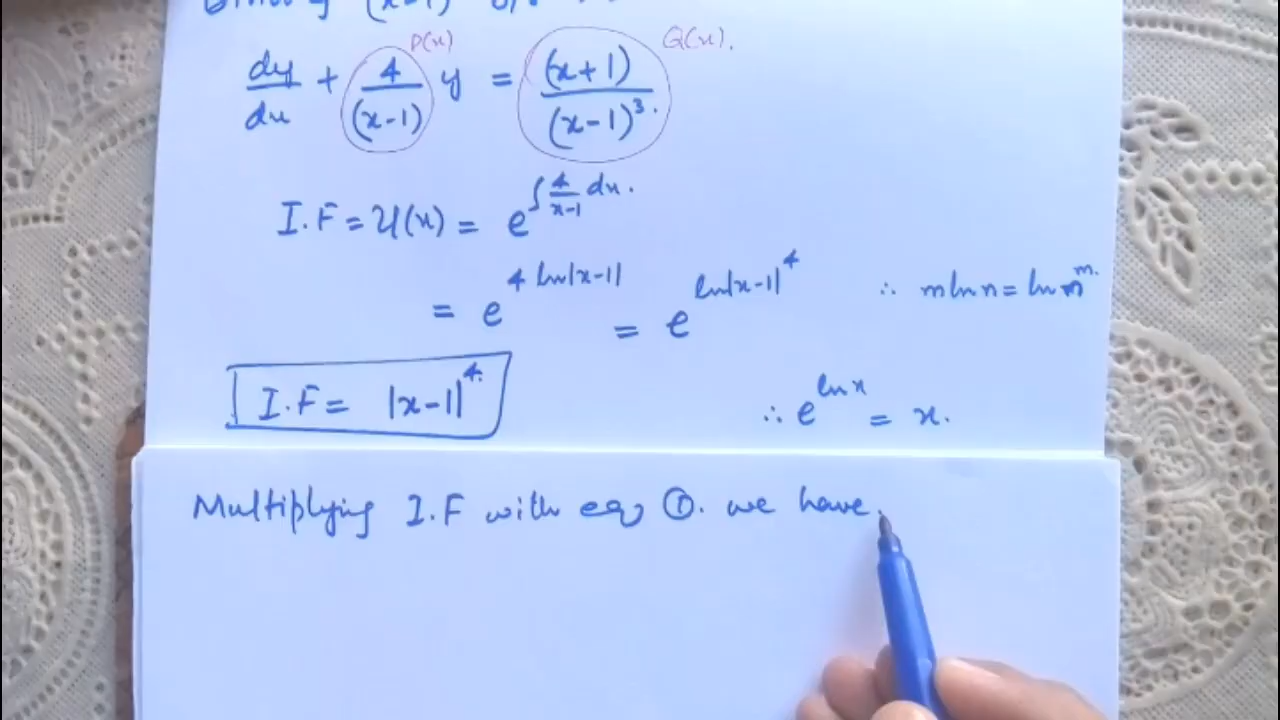 P(x) Q(x).
dy/dx + 4/(x-1) y = (x+1)/(x-1)^3.
I.F = u(x) = e^{∫ 4/(x-1) dx.}
= e^{4 ln|x-1|} = e^{ln|x-1|^4} ∴ m ln n = ln n^m.
I.F = |x-1|^4. ∴ e^{ln x} = x.
Multiplying I.F with eq ①. we have.